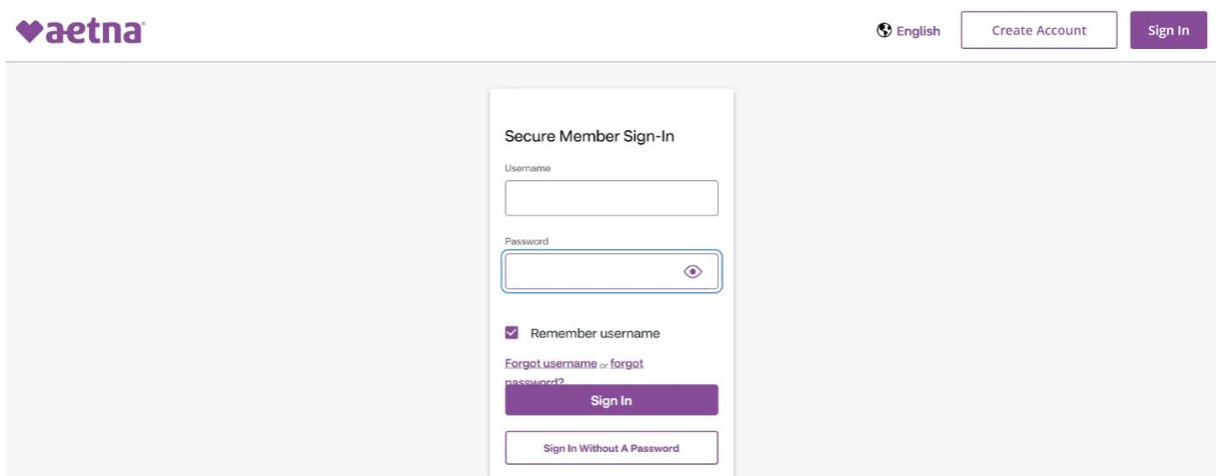 aetna®
English
Create Account
Sign In
Secure Member Sign-In
Username
Password
Remember username
Forgot username or forgot
password?
Sign In
Sign In Without A Password